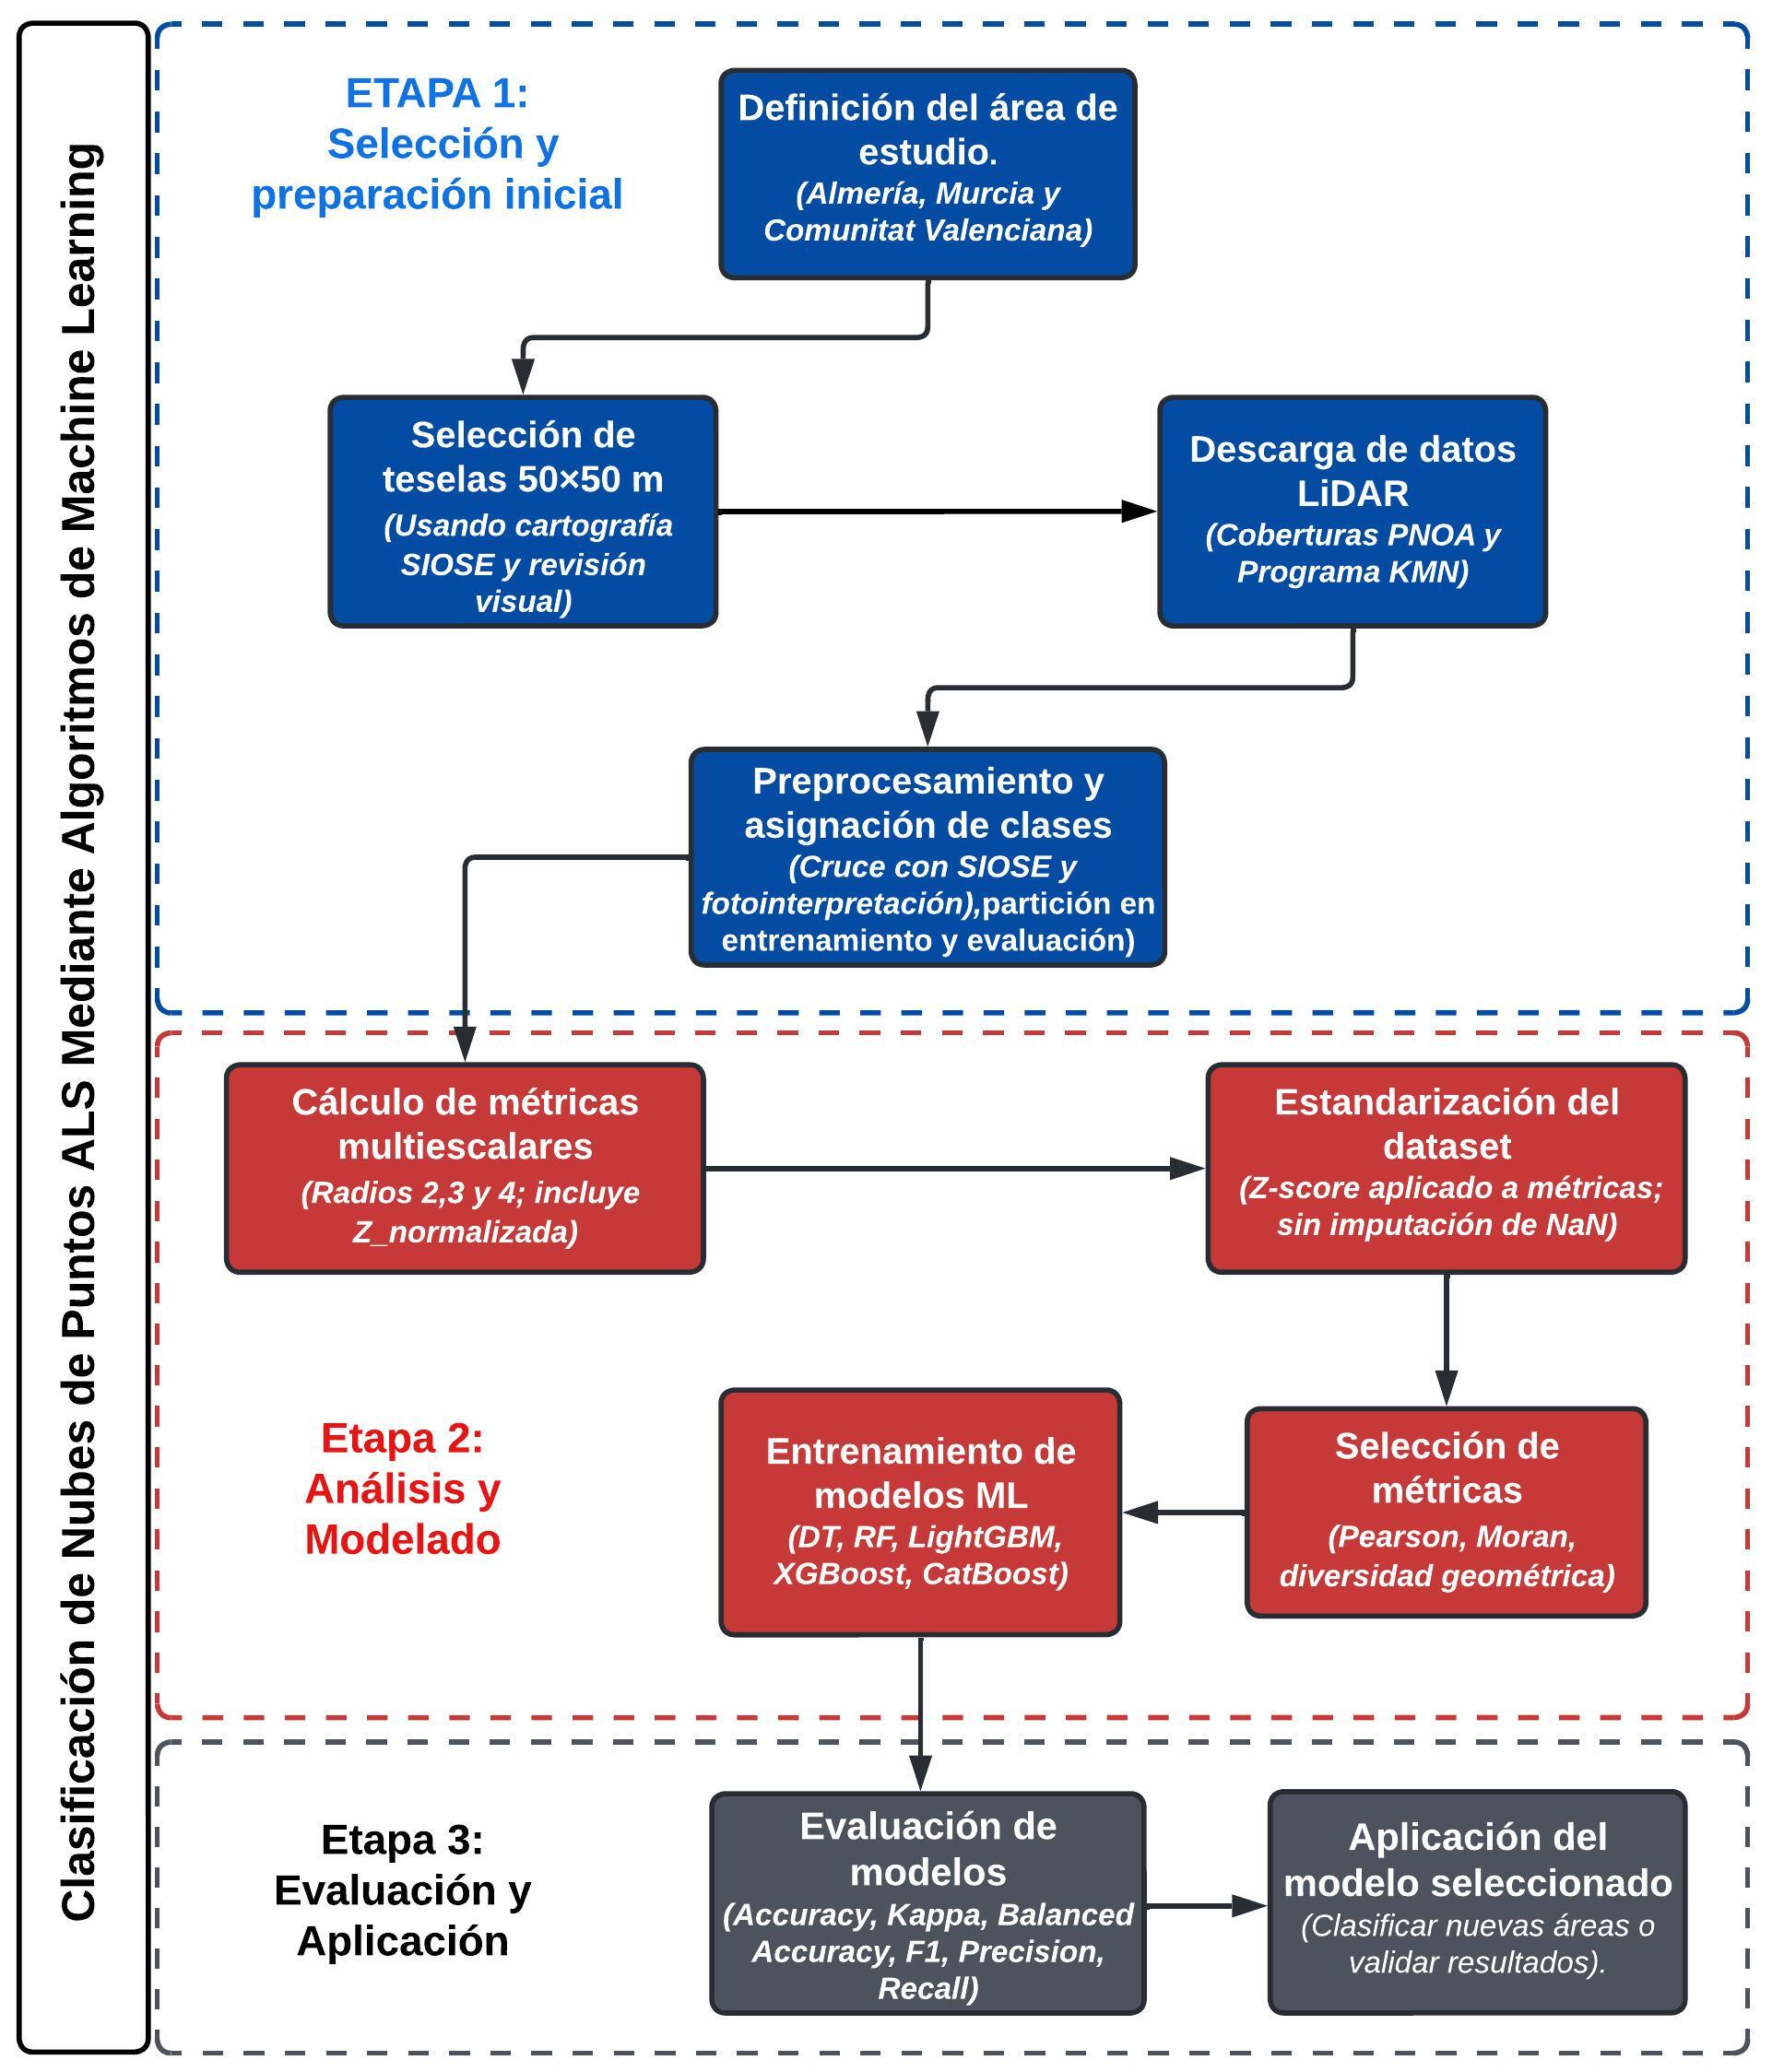 Clasificación de Nubes de Puntos ALS Mediante Algoritmos de Machine Learning
ETAPA 1:
Selección y
preparación inicial
Definición del área de
estudio.
(Almería, Murcia y
Comunitat Valenciana)
Selección de
teselas 50×50 m
(Usando cartografía
SIOSE y revisión
visual)
Descarga de datos
LiDAR
(Coberturas PNOA y
Programa KMN)
Preprocesamiento y
asignación de clases
(Cruce con SIOSE y
fotointerpretación),partición en
entrenamiento y evaluación)
Cálculo de métricas
multiescalares
(Radios 2,3 y 4; incluye
Z_normalizada)
Estandarización del
dataset
(Z-score aplicado a métricas;
sin imputación de NaN)
Etapa 2:
Análisis y
Modelado
Entrenamiento de
modelos ML
(DT, RF, LightGBM,
XGBoost, CatBoost)
Selección de
métricas
(Pearson, Moran,
diversidad geométrica)
Etapa 3:
Evaluación y
Aplicación
Evaluación de
modelos
(Accuracy, Kappa, Balanced
Accuracy, F1, Precision,
Recall)
Aplicación del
modelo seleccionado
(Clasificar nuevas áreas o
validar resultados).